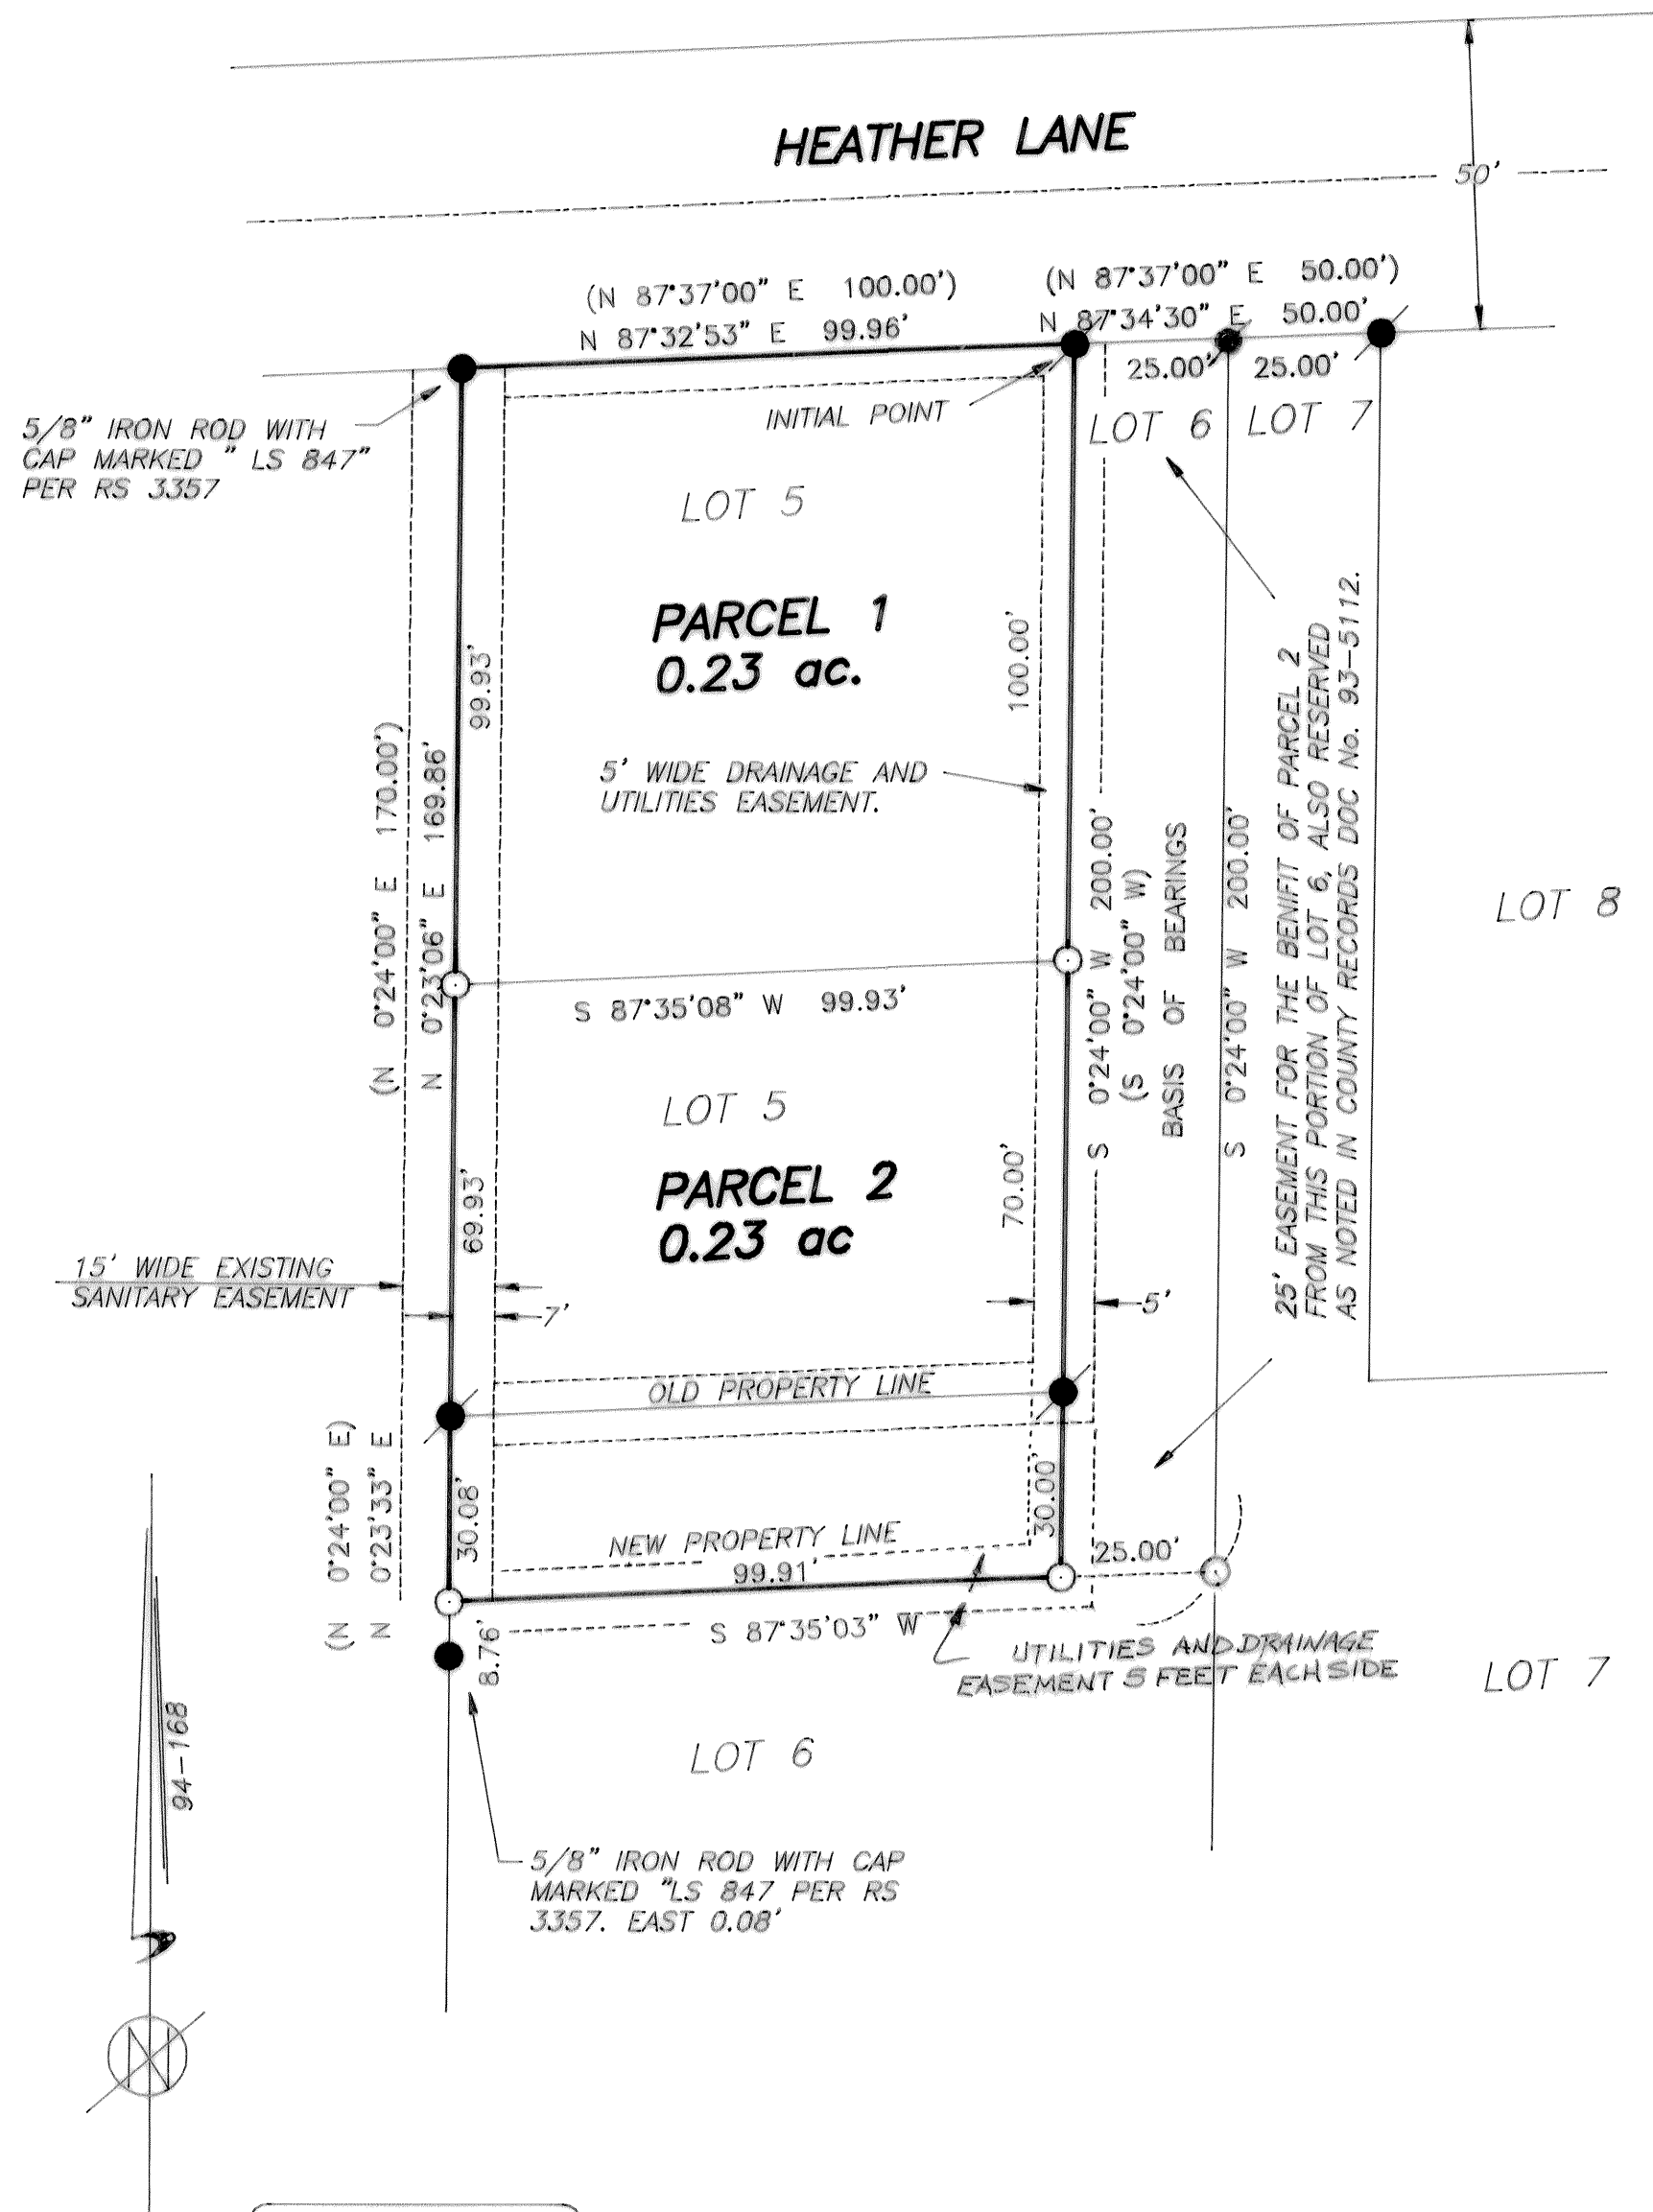 HEATHER LANE
50'
(N 87°37'00" E 100.00')
(N 87°37'00" E 50.00')
N 87°32'53" E 99.96'
N 87°34'30" E 50.00'
25.00'
25.00'
5/8" IRON ROD WITH
CAP MARKED " LS 847"
PER RS 3357
INITIAL POINT
LOT 6
LOT 7
LOT 5
PARCEL 1
0.23 ac.
99.93'
100.00'
(N 0°24'00" E 170.00')
N 0°23'06" E 169.86'
5' WIDE DRAINAGE AND
UTILITIES EASEMENT.
S 0°24'00" W 200.00'
(S 0°24'00" W)
BASIS OF BEARINGS
S 0°24'00" W 200.00'
25' EASEMENT FOR THE BENIFIT OF PARCEL 2
FROM THIS PORTION OF LOT 6, ALSO RESERVED
AS NOTED IN COUNTY RECORDS DOC No. 93-5112.
LOT 8
S 87°35'08" W 99.93'
LOT 5
PARCEL 2
0.23 ac
69.93'
70.00'
15' WIDE EXISTING
SANITARY EASEMENT
7'
5'
OLD PROPERTY LINE
(N 0°24'00" E)
N 0°23'33" E
30.08'
30.00'
NEW PROPERTY LINE
99.91'
25.00'
S 87°35'03" W
8.76'
UTILITIES AND DRAINAGE
EASEMENT 5 FEET EACH SIDE
LOT 7
LOT 6
94-168
5/8" IRON ROD WITH CAP
MARKED "LS 847 PER RS
3357. EAST 0.08'
N